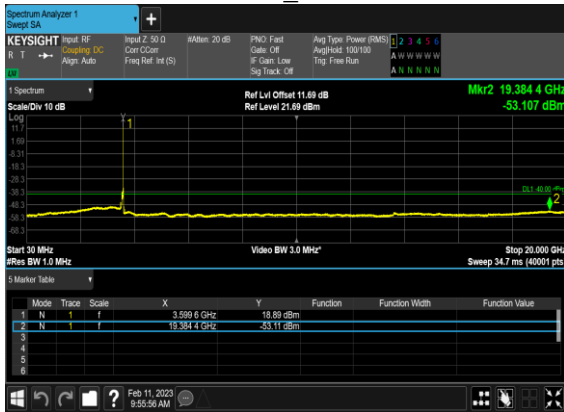 Spectrum Analyzer 1
Swept SA
KEYSIGHT Input: RF Input Z: 50 Ω #Atten: 20 dB PNO: Fast Avg Type: Power (RMS) 1 2 3 4 5 6
R T Coupling: DC Corr CCorr Gate: Off Avg|Hold: 100/100 A W W W W W
Align: Auto Freq Ref: Int (S) IF Gain: Low Trig: Free Run
Sig Track: Off A N N N N N
1 Spectrum Ref Lvl Offset 11.69 dB Mkr2 19.384 4 GHz
Scale/Div 10 dB Ref Level 21.69 dBm -53.107 dBm
Log
11.7 1
1.69
-8.31
-18.3
-28.3
-38.3 DL1 -40.00 dBm
-48.3 2
-58.3
-68.3
Start 30 MHz Video BW 3.0 MHz* Stop 20.000 GHz
#Res BW 1.0 MHz Sweep 34.7 ms (40001 pts
5 Marker Table
Mode Trace Scale X Y Function Function Width Function Value
1 N 1 f 3.599 6 GHz 18.89 dBm
2 N 1 f 19.384 4 GHz -53.11 dBm
3
4
5
6
? Feb 11, 2023
9:55:56 AM